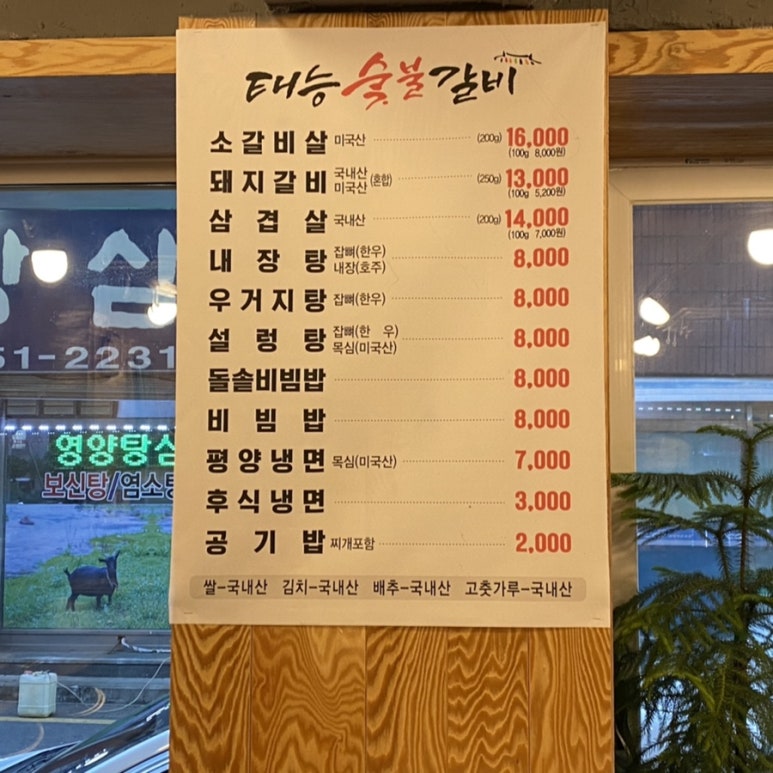 태능 숯불갈비
소갈비살 미국산 (200g) 16,000
(100g 8,000원)
돼지갈비 국내산 미국산 (혼합) (250g) 13,000
(100g 5,200원)
삼겹살 국내산 (200g) 14,000
(100g 7,000원)
내장탕 잡뼈(한우) 내장(호주) 8,000
우거지탕 잡뼈(한우) 8,000
설렁탕 잡뼈(한 우) 목심(미국산) 8,000
돌솥비빔밥 8,000
비빔밥 8,000
평양냉면 목심(미국산) 7,000
후식냉면 3,000
공기밥 찌개포함 2,000
쌀-국내산 김치-국내산 배추-국내산 고춧가루-국내산
삼
51-2231
영양탕
보신탕/염소탕